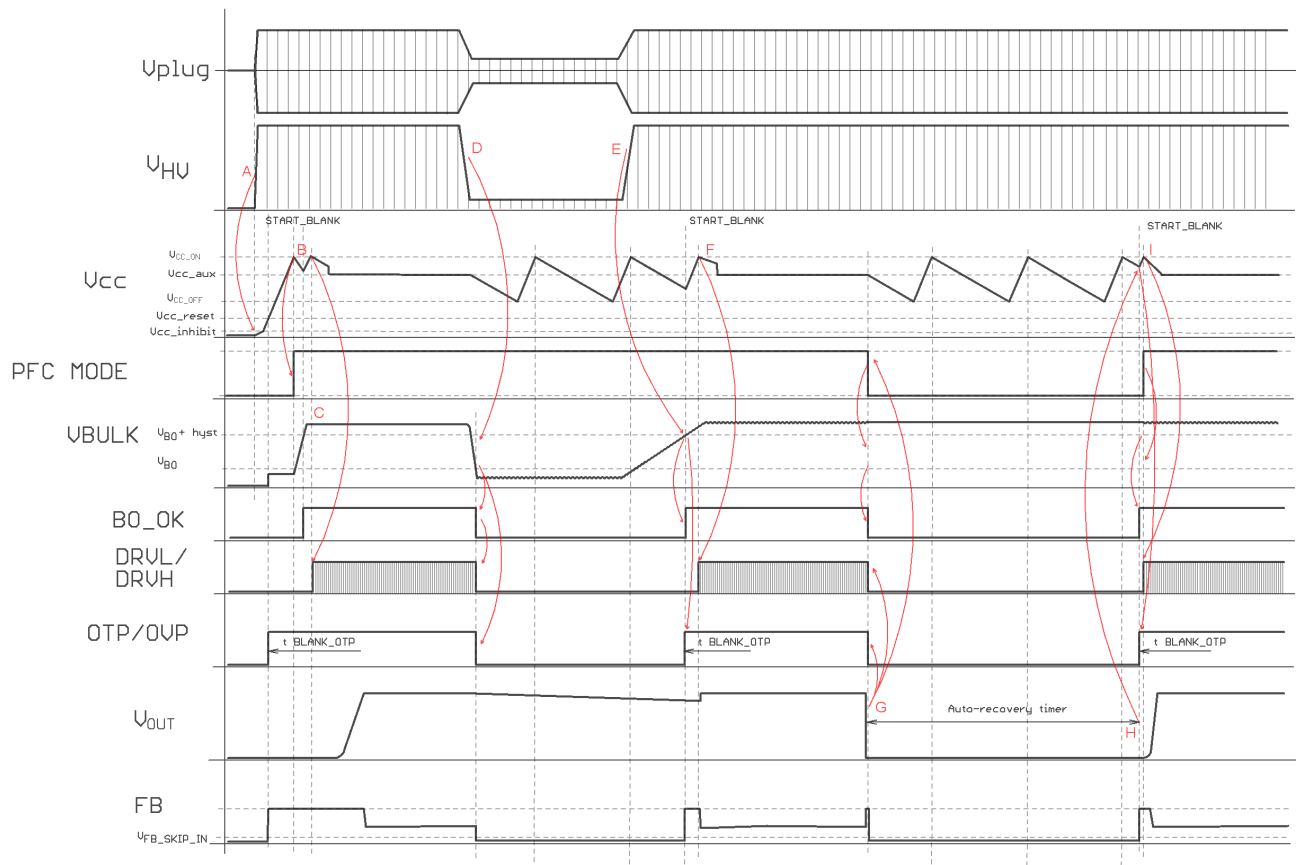 Vplug
A
D
E
VHV
START_BLANK
START_BLANK
START_BLANK
B
F
I
VCC_ON
Vcc_aux
Vcc
VCC_OFF
Vcc_reset
Vcc_inhibit
PFC MODE
C
VBULK
VBO+ hyst
VBO
BO_OK
DRVL/
DRVH
OTP/OVP
t BLANK_OTP
t BLANK_OTP
t BLANK_OTP
VOUT
G
Auto-recovery timer
H
FB
VFB_SKIP_IN